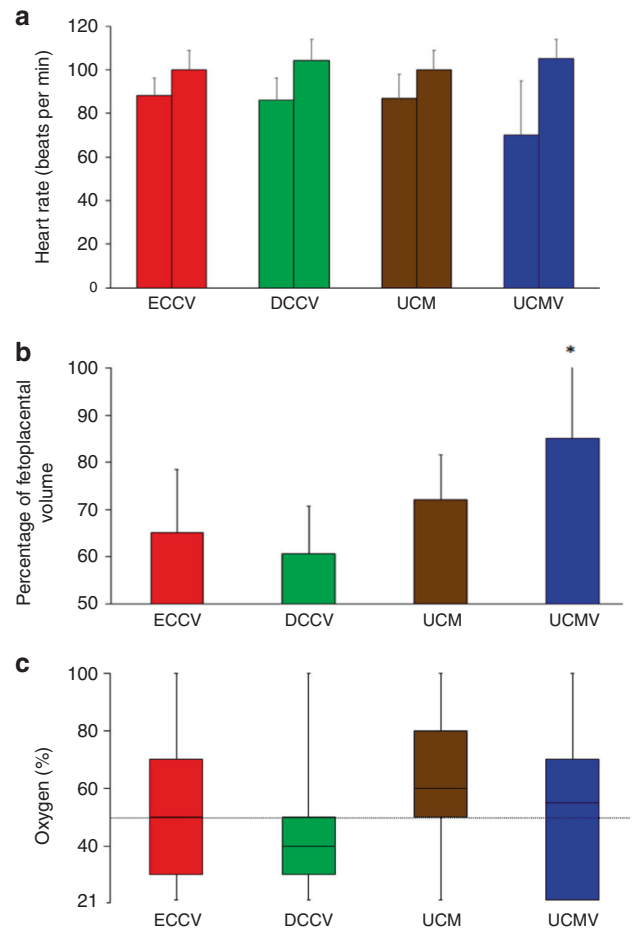 a
Heart rate (beats per min)
120
100
80
60
40
20
0
ECCV DCCV UCM UCMV
b
Percentage of fetoplacental
volume
100
90
80
70
60
50
*
ECCV DCCV UCM UCMV
c
Oxygen (%)
100
80
60
40
21
ECCV DCCV UCM UCMV